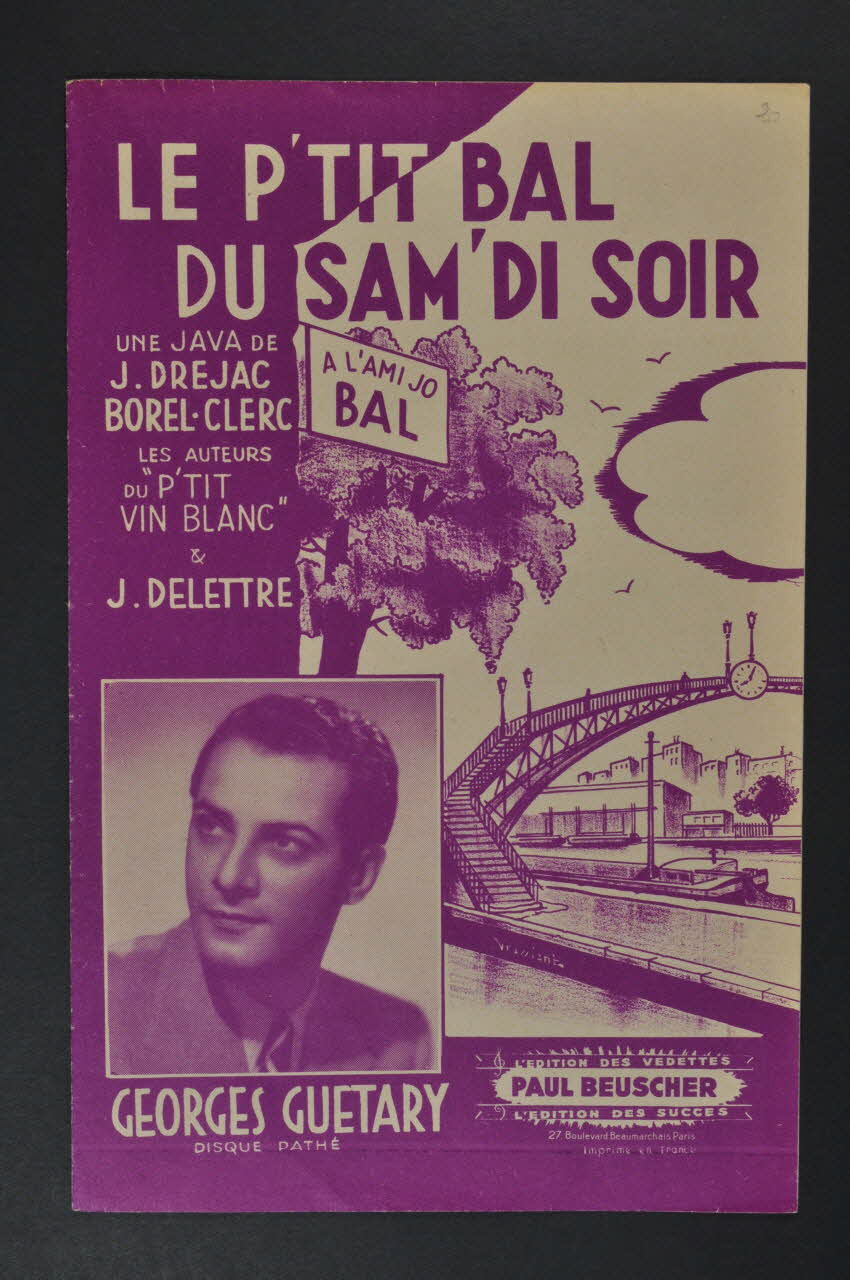 LE P'TIT BAL
DU SAM'DI SOIR
UNE JAVA DE
J. DREJAC
BOREL-CLERC
LES AUTEURS
DU "P'TIT
VIN BLANC"
&
J. DELETTRE
A L'AMI JO
BAL
GEORGES GUETARY
DISQUE PATHÉ
L'EDITION DES VEDETTES
PAUL BEUSCHER
L'EDITION DES SUCCES
27, Boulevard Beaumarchais Paris
Imprimé en France